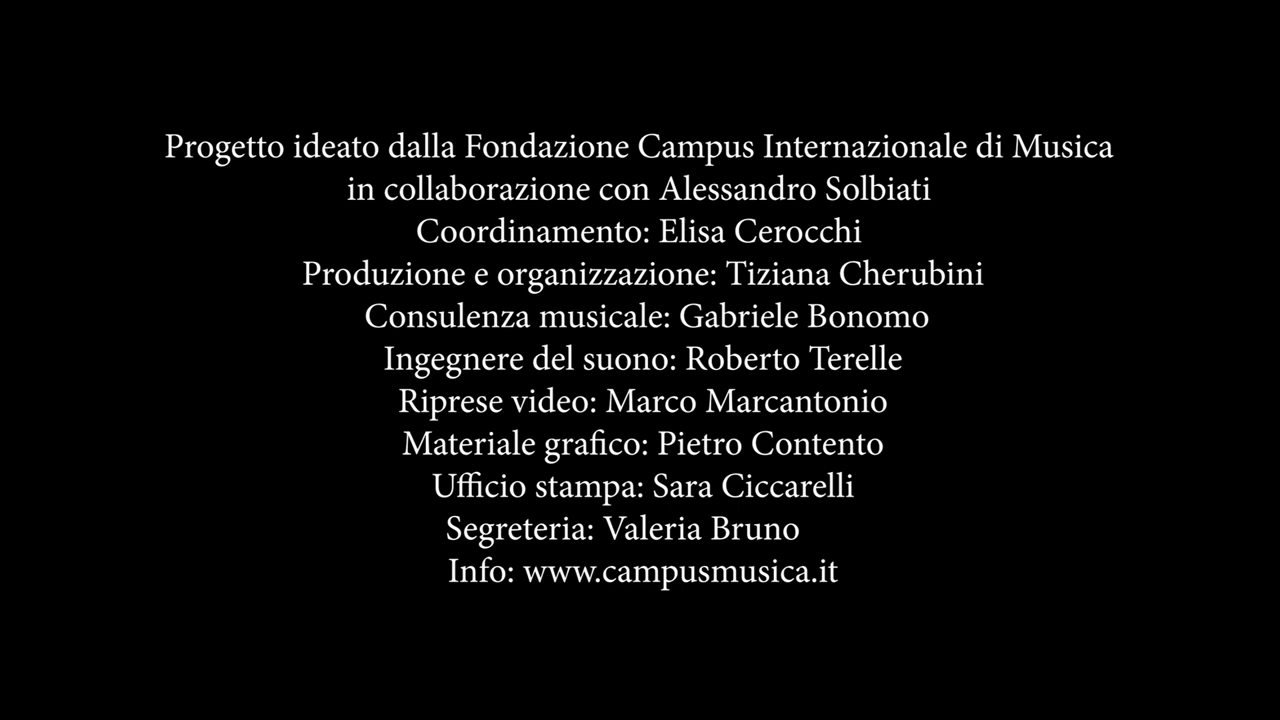 Progetto ideato dalla Fondazione Campus Internazionale di Musica
in collaborazione con Alessandro Solbiati
Coordinamento: Elisa Cerocchi
Produzione e organizzazione: Tiziana Cherubini
Consulenza musicale: Gabriele Bonomo
Ingegnere del suono: Roberto Terelle
Riprese video: Marco Marcantonio
Materiale grafico: Pietro Contento
Ufficio stampa: Sara Ciccarelli
Segreteria: Valeria Bruno
Info: www.campusmusica.it